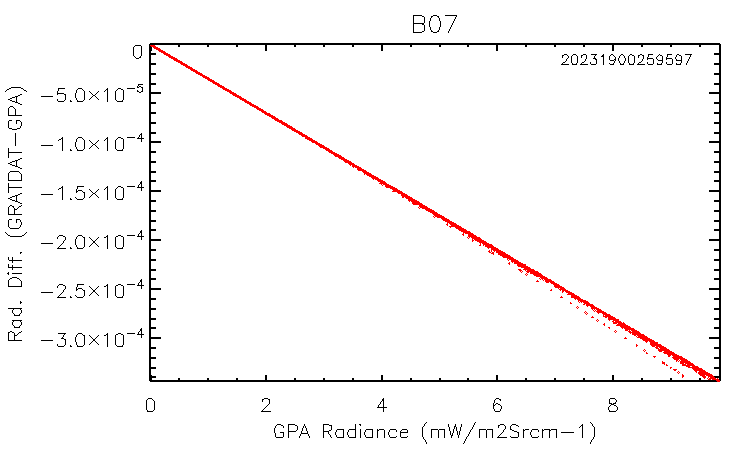 B07
20231900259597
0
−5.0×10⁻⁵
−1.0×10⁻⁴
−1.5×10⁻⁴
−2.0×10⁻⁴
−2.5×10⁻⁴
−3.0×10⁻⁴
Rad. Diff. (GRATDAT−GPA)
0 2 4 6 8
GPA Radiance (mW/m2Srcm−1)